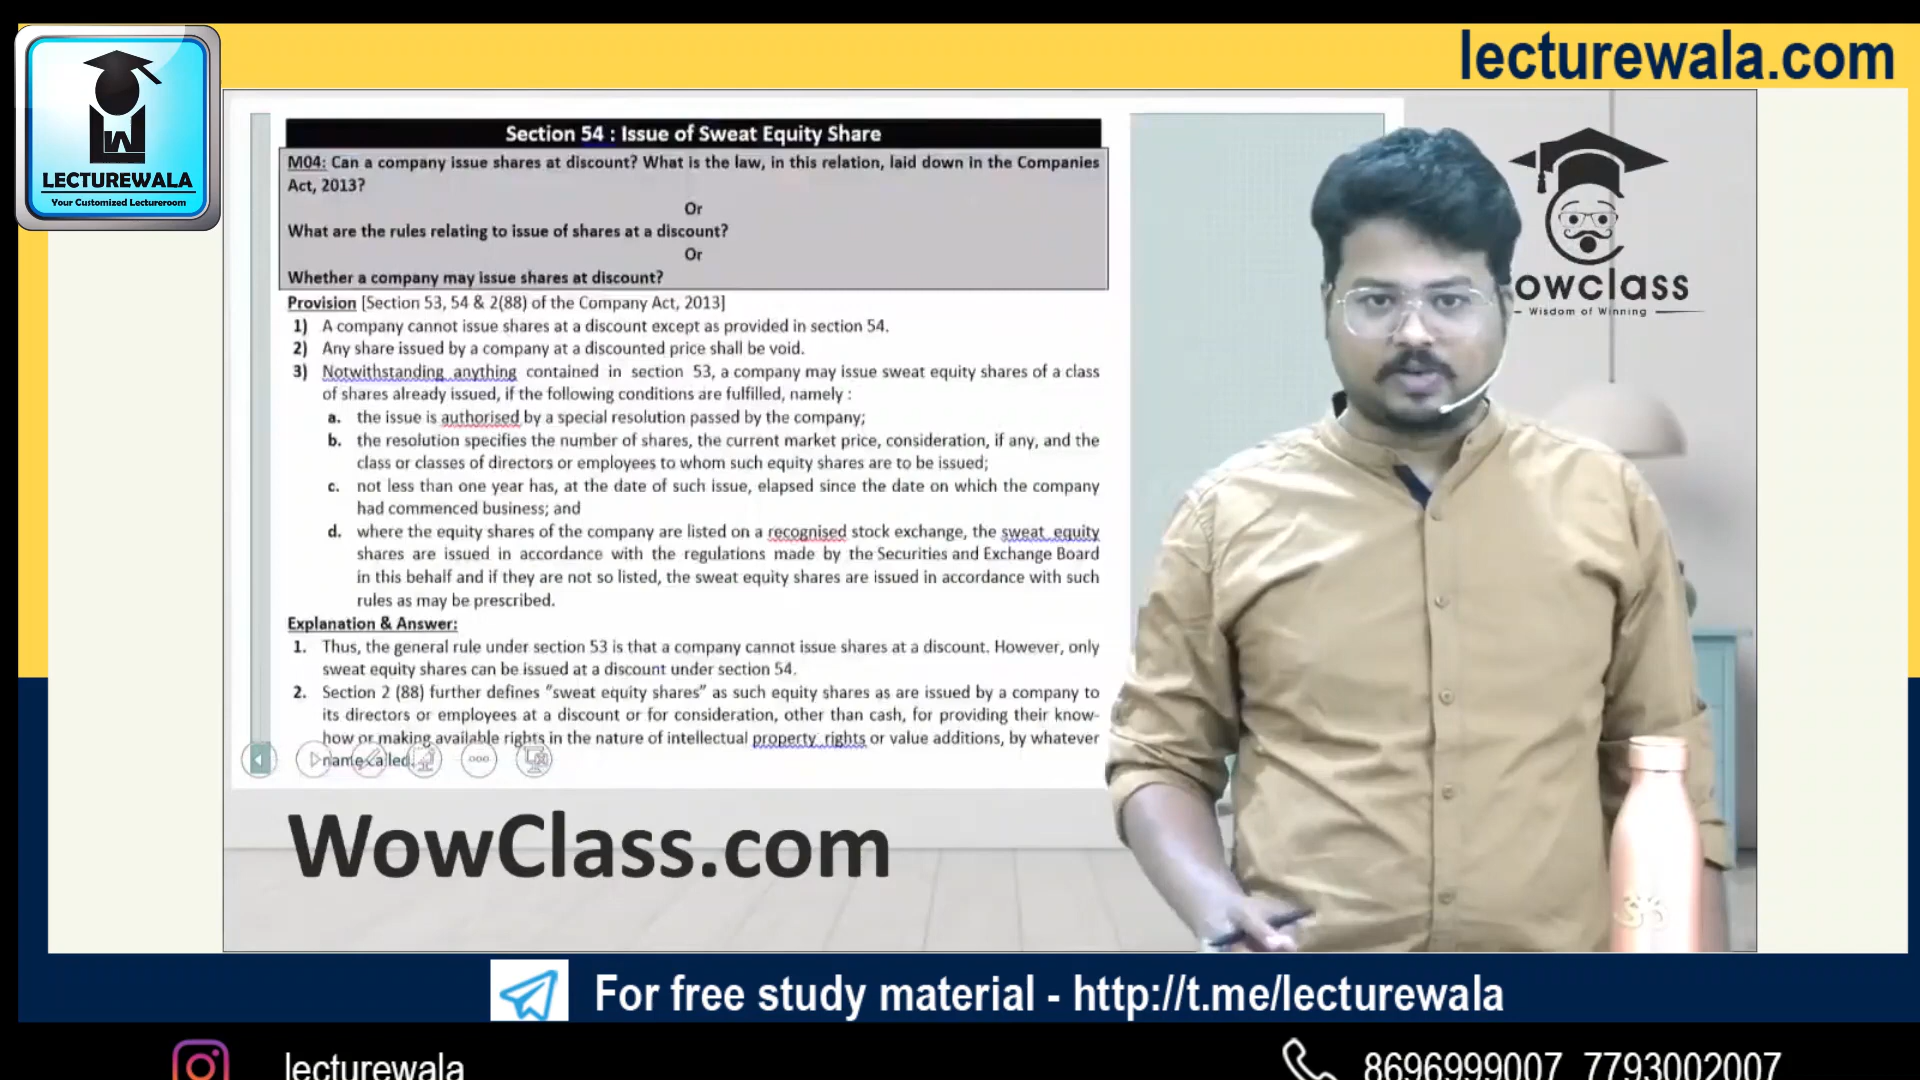 lecturewala.com
LW
LECTUREWALA
Your Customized Lectureroom
Section 54 : Issue of Sweat Equity Share
M04: Can a company issue shares at discount? What is the law, in this relation, laid down in the Companies
Act, 2013?
Or
What are the rules relating to issue of shares at a discount?
Or
Whether a company may issue shares at discount?
Provision [Section 53, 54 & 2(88) of the Company Act, 2013]
1) A company cannot issue shares at a discount except as provided in section 54.
2) Any share issued by a company at a discounted price shall be void.
3) Notwithstanding anything contained in section 53, a company may issue sweat equity shares of a class
of shares already issued, if the following conditions are fulfilled, namely :
a. the issue is authorised by a special resolution passed by the company;
b. the resolution specifies the number of shares, the current market price, consideration, if any, and the
class or classes of directors or employees to whom such equity shares are to be issued;
c. not less than one year has, at the date of such issue, elapsed since the date on which the company
had commenced business; and
d. where the equity shares of the company are listed on a recognised stock exchange, the sweat equity
shares are issued in accordance with the regulations made by the Securities and Exchange Board
in this behalf and if they are not so listed, the sweat equity shares are issued in accordance with such
rules as may be prescribed.
Explanation & Answer:
1. Thus, the general rule under section 53 is that a company cannot issue shares at a discount. However, only
sweat equity shares can be issued at a discount under section 54.
2. Section 2 (88) further defines "sweat equity shares" as such equity shares as are issued by a company to
its directors or employees at a discount or for consideration, other than cash, for providing their know-
how or making available rights in the nature of intellectual property rights or value additions, by whatever
name called.
owclass
Wisdom of Winning
WowClass.com
ॐ
For free study material - http://t.me/lecturewala
lecturewala
8696999007, 7793002007